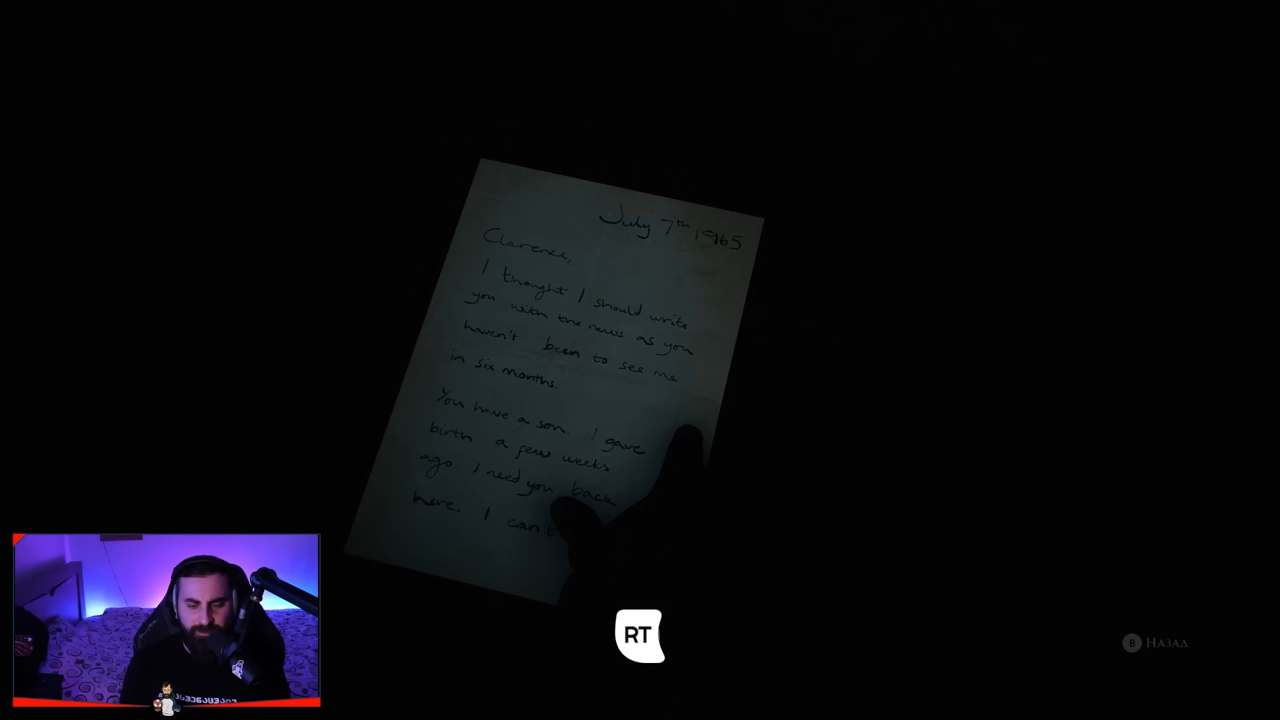 July 7th 1965
Clarence,
I thought I should write
you with the news as you
haven't been to see me
in six months.
You have a son. I gave
birth a few weeks
ago I need you back
here. I can't
RT
B НАЗАД